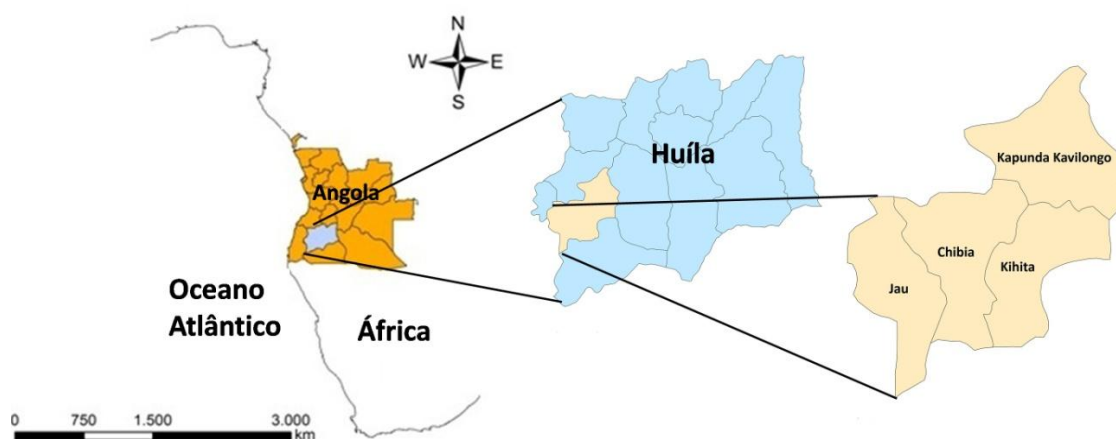 N
W
E
S
Angola
Huíla
Kapunda Kavilongo
Chibia
Kihita
Jau
Oceano
Atlântico
África
0 750 1.500 3.000
km